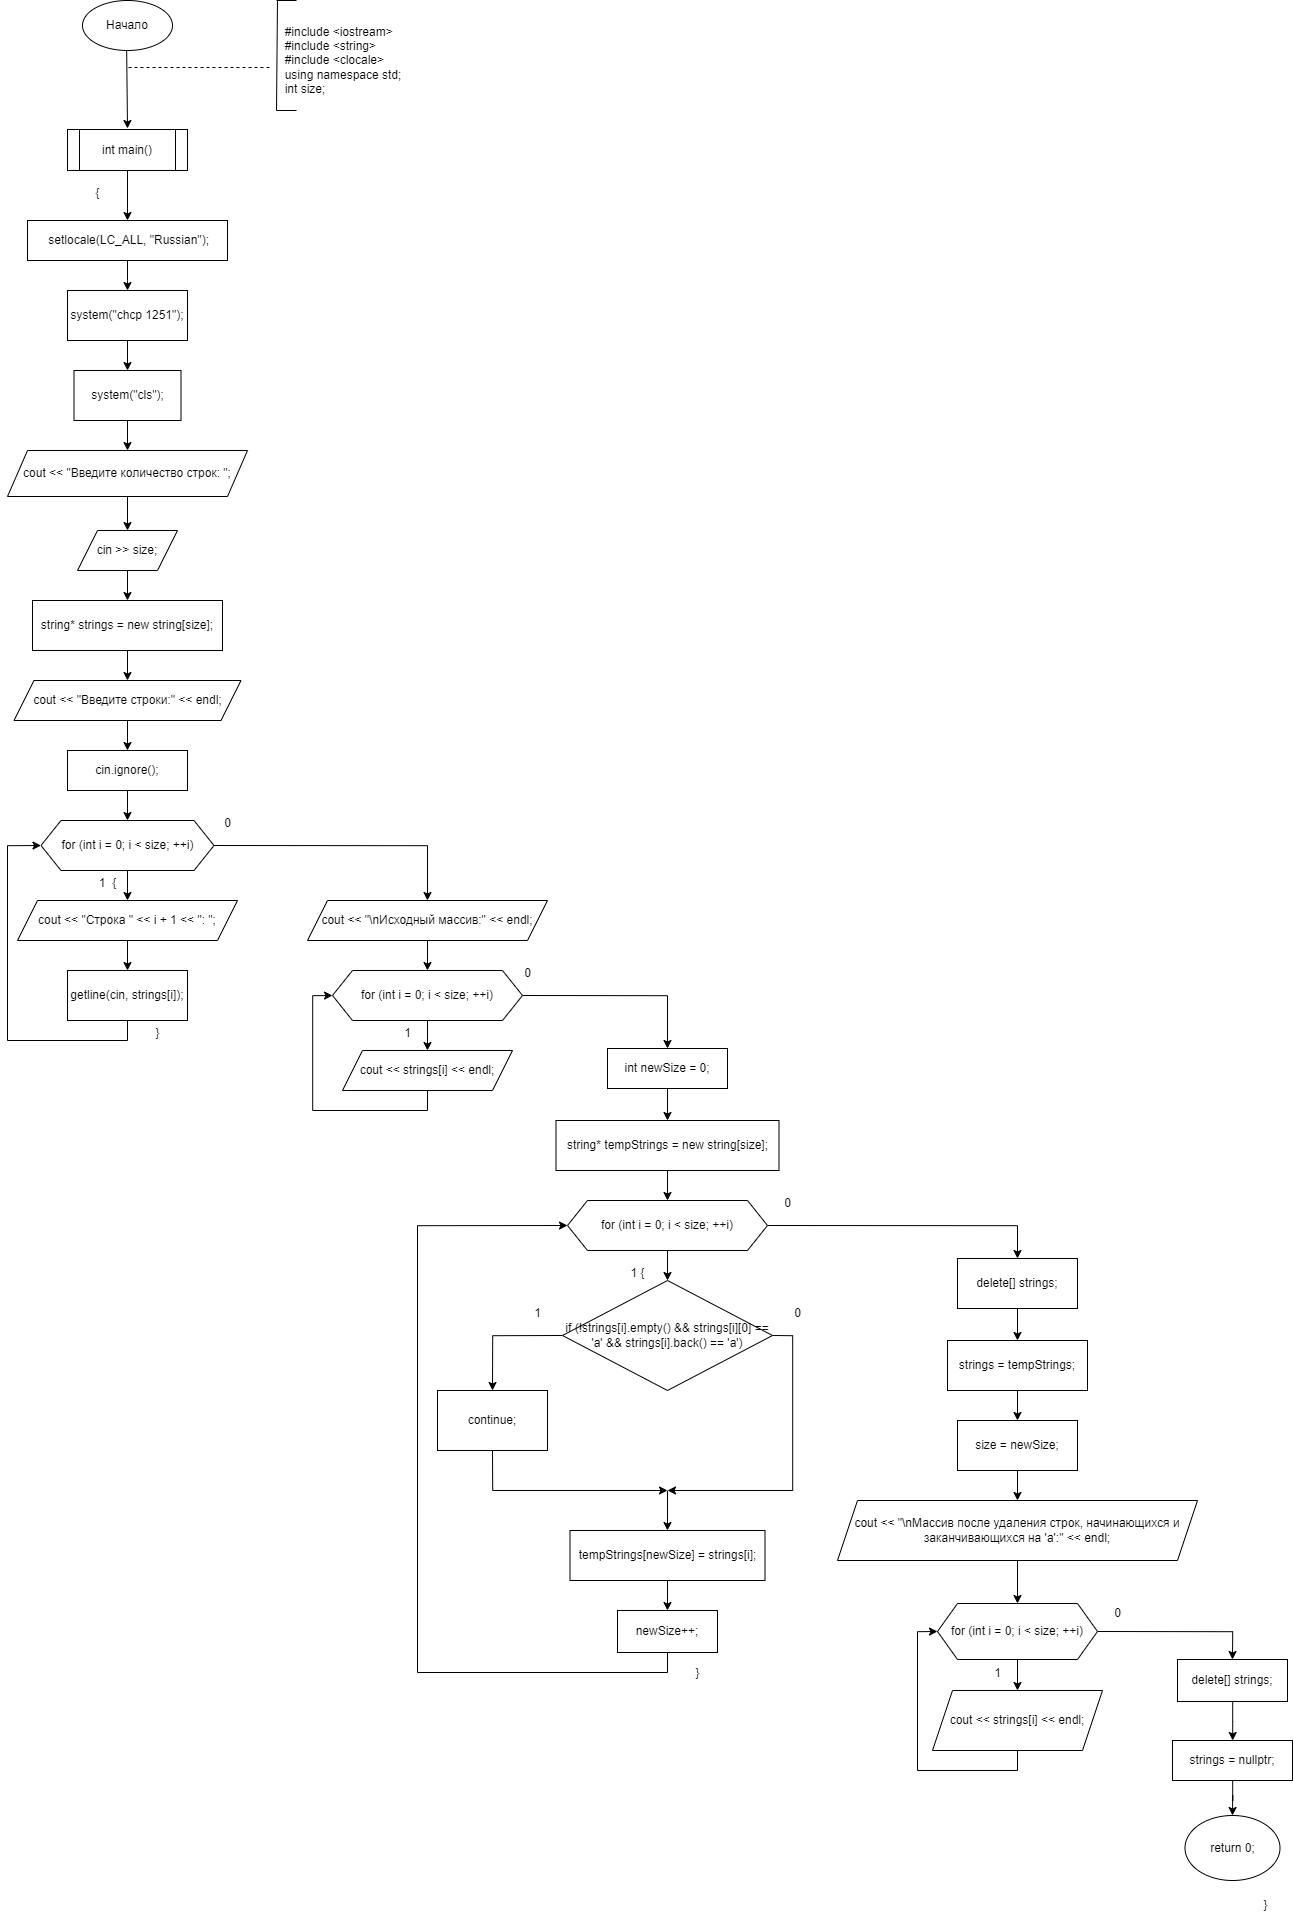 Начало
#include <iostream>
#include <string>
#include <clocale>
using namespace std;
int size;
int main()
{
setlocale(LC_ALL, "Russian");
system("chcp 1251");
system("cls");
cout << "Введите количество строк: ";
cin >> size;
string* strings = new string[size];
cout << "Введите строки:" << endl;
cin.ignore();
for (int i = 0; i < size; ++i)
0
1 {
cout << "Строка " << i + 1 << ": ";
getline(cin, strings[i]);
}
cout << "\nИсходный массив:" << endl;
for (int i = 0; i < size; ++i)
0
1
cout << strings[i] << endl;
int newSize = 0;
string* tempStrings = new string[size];
for (int i = 0; i < size; ++i)
0
1 {
if (!strings[i].empty() && strings[i][0] ==
'a' && strings[i].back() == 'a')
1
0
continue;
tempStrings[newSize] = strings[i];
newSize++;
}
delete[] strings;
strings = tempStrings;
size = newSize;
cout << "\nМассив после удаления строк, начинающихся и
заканчивающихся на 'a':" << endl;
for (int i = 0; i < size; ++i)
0
1
cout << strings[i] << endl;
delete[] strings;
strings = nullptr;
return 0;
}